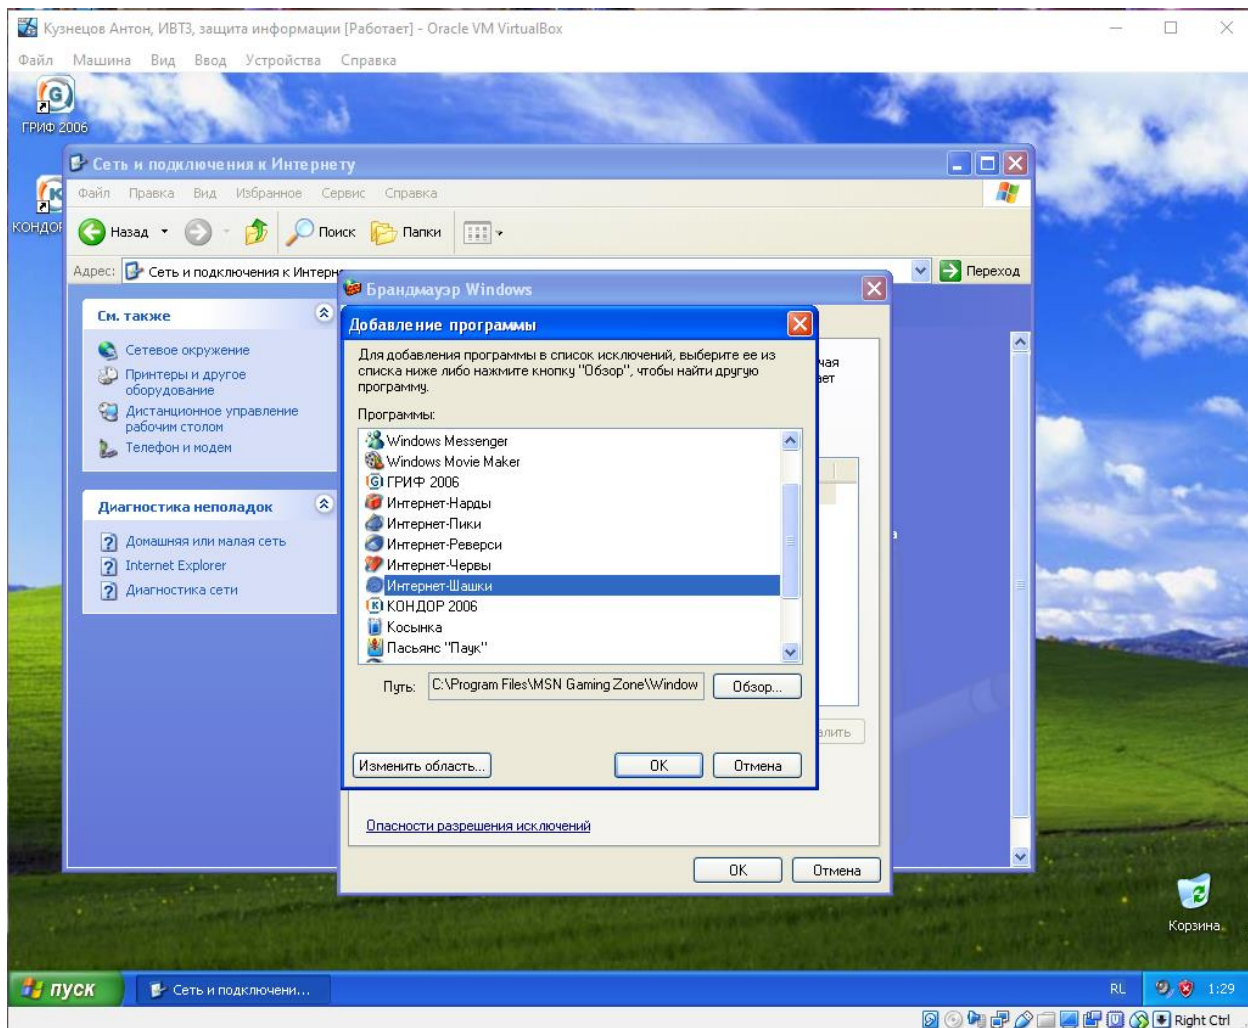 Кузнецов Антон, ИВТЗ, защита информации [Работает] - Oracle VM VirtualBox
Файл Машина Вид Ввод Устройства Справка
ГРИФ 2006
Сеть и подключения к Интернету
Файл Правка Вид Избранное Сервис Справка
КОНДОР
Назад Поиск Папки
Адрес: Сеть и подключения к Интерн Переход
Брандмауэр Windows
См. также
Сетевое окружение
Принтеры и другое
оборудование
Дистанционное управление
рабочим столом
Телефон и модем
Диагностика неполадок
Домашняя или малая сеть
Internet Explorer
Диагностика сети
Добавление программы
Для добавления программы в список исключений, выберите ее из
списка ниже либо нажмите кнопку "Обзор", чтобы найти другую
программу.
Программы:
Windows Messenger
Windows Movie Maker
ГРИФ 2006
Интернет-Нарды
Интернет-Пики
Интернет-Реверси
Интернет-Червы
Интернет-Шашки
КОНДОР 2006
Косынка
Пасьянс "Паук"
Путь: C:\Program Files\MSN Gaming Zone\Window Обзор...
Изменить область... OK Отмена
Опасности разрешения исключений
OK Отмена
Корзина
пуск Сеть и подключени... RL 1:29
Right Ctrl